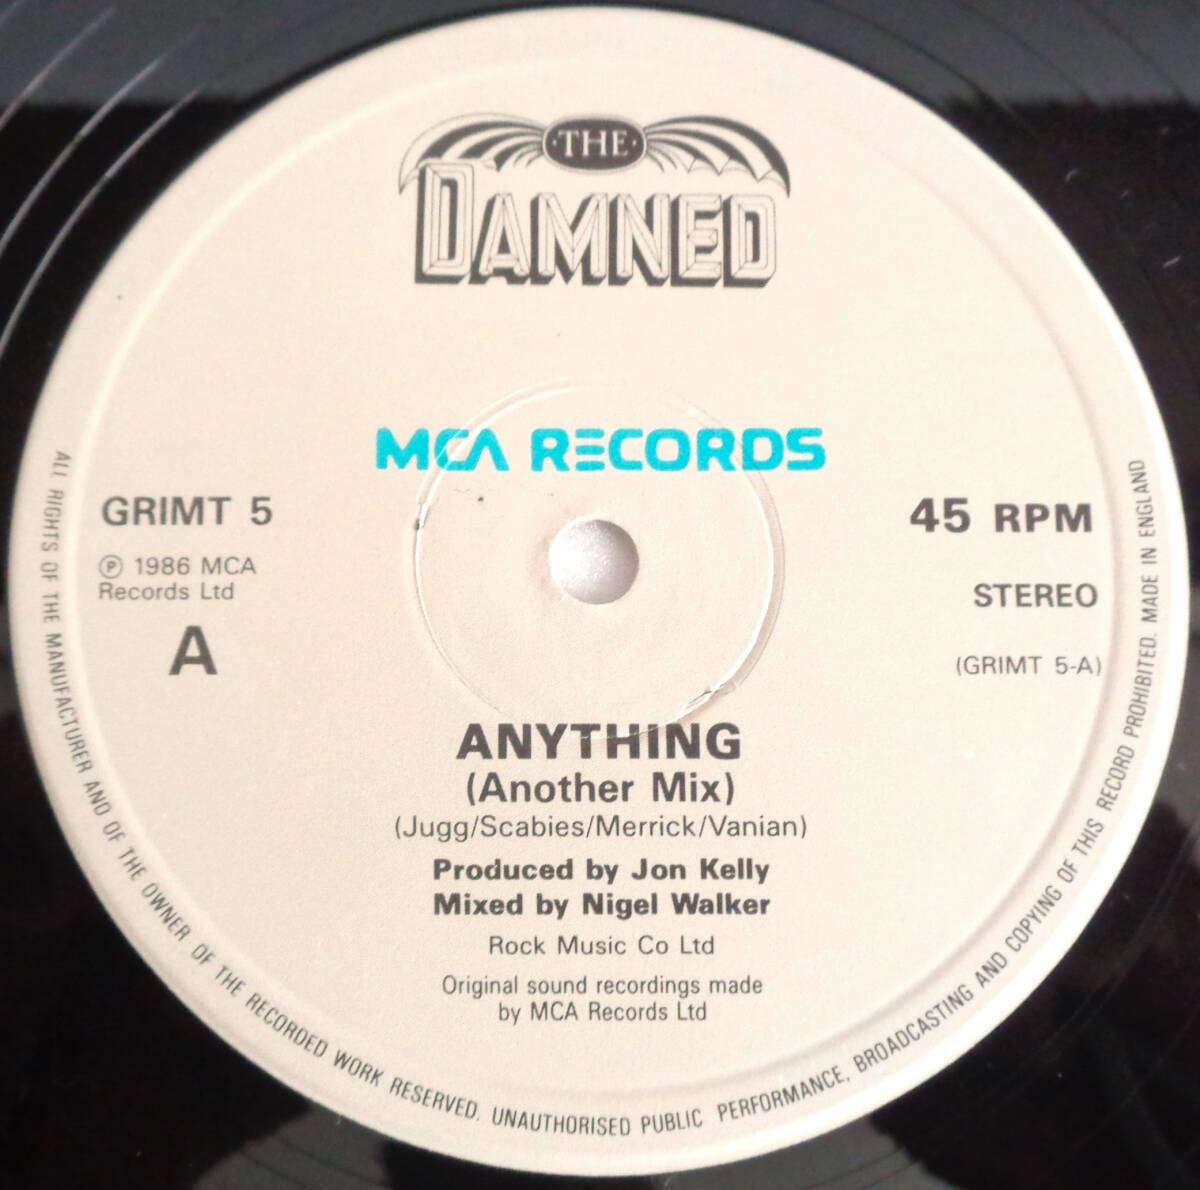 ·THE·
DAMNED
MCA RECORDS
GRIMT 5
℗ 1986 MCA
Records Ltd
A
45 RPM
STEREO
(GRIMT 5-A)
ANYTHING
(Another Mix)
(Jugg/Scabies/Merrick/Vanian)
Produced by Jon Kelly
Mixed by Nigel Walker
Rock Music Co Ltd
Original sound recordings made
by MCA Records Ltd
ALL RIGHTS OF THE MANUFACTURER AND OF THE OWNER OF THE RECORDED WORK RESERVED. UNAUTHORISED PUBLIC PERFORMANCE, BROADCASTING AND COPYING OF THIS RECORD PROHIBITED. MADE IN ENGLAND